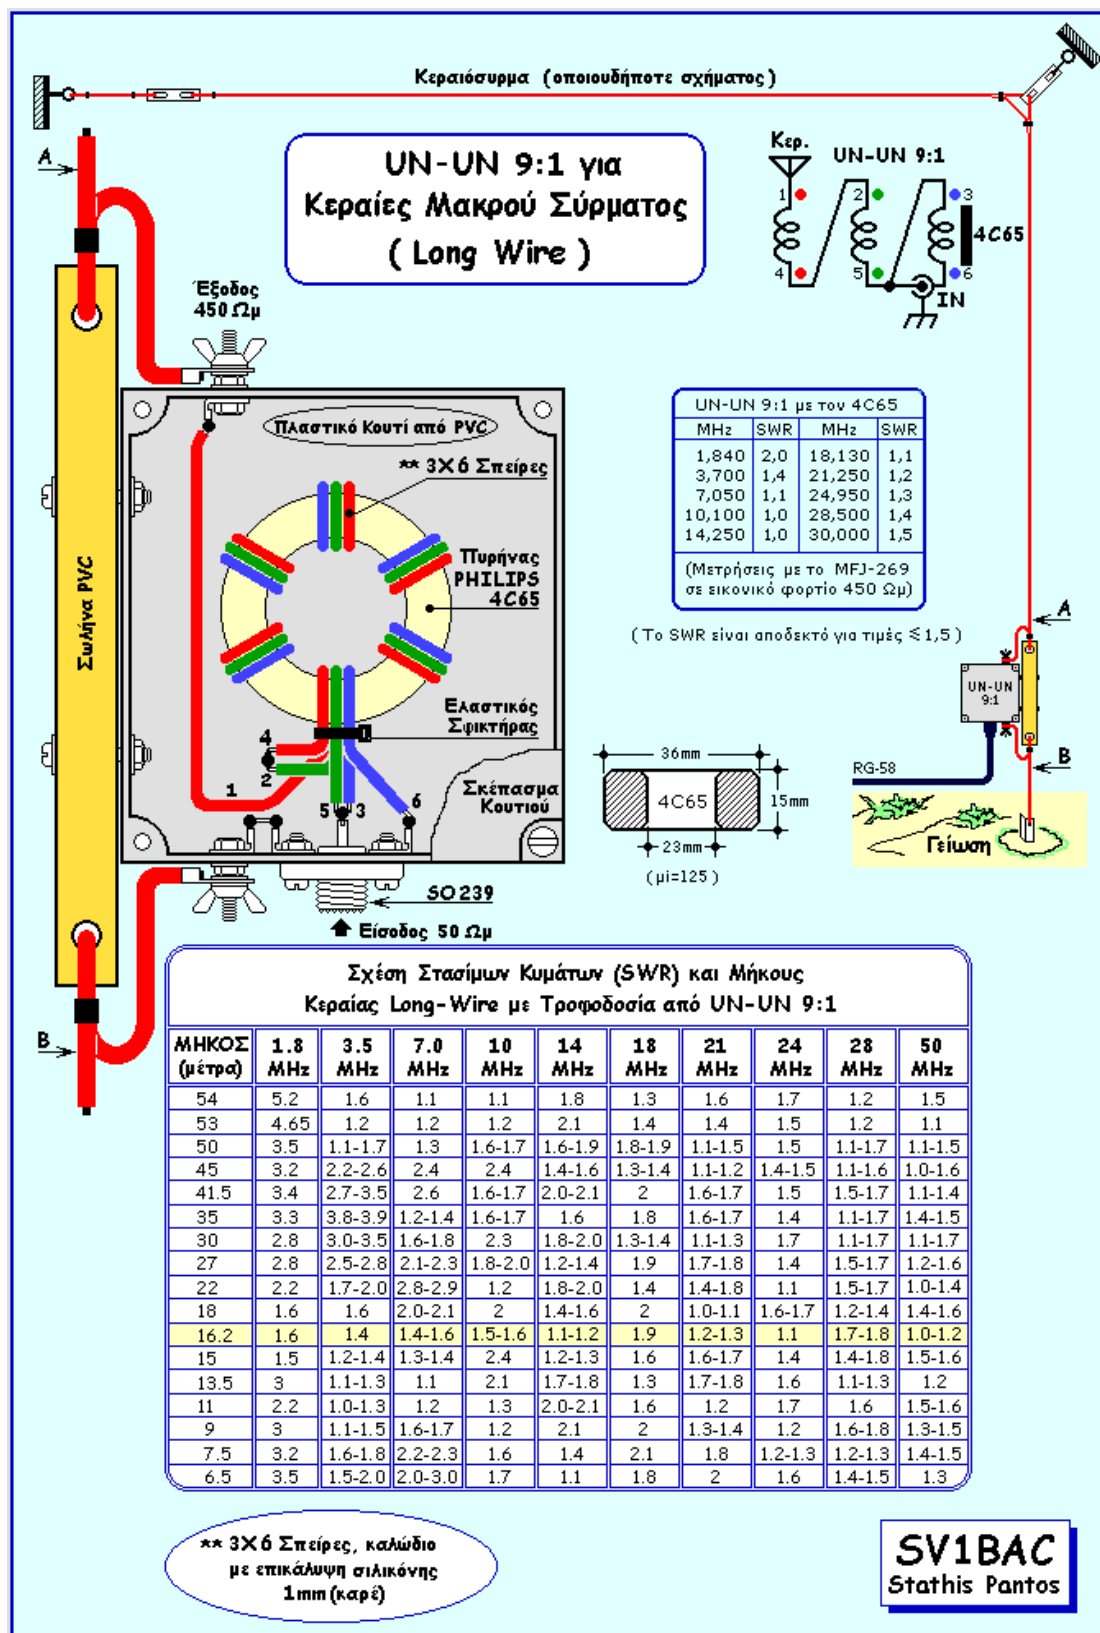 Κεραιόσυρμα (οποιουδήποτε σχήματος)
A
UN-UN 9:1 για
Κεραίες Μακρού Σύρματος
( Long Wire )
Κερ.
UN-UN 9:1
1
2
3
4C65
4
5
6
IN
Έξοδος
450 Ωμ
Πλαστικό Κουτί από PVC
** 3X6 Σπείρες
Πυρήνας
PHILIPS
4C65
Σωλήνα PVC
Ελαστικός
Σφικτήρας
4
2
1
5
3
6
Σκέπασμα
Κουτιού
SO239
Είσοδος 50 Ωμ
B
UN-UN 9:1 με τον 4C65
MHz SWR MHz SWR
1,840 2,0 18,130 1,1
3,700 1,4 21,250 1,2
7,050 1,1 24,950 1,3
10,100 1,0 28,500 1,4
14,250 1,0 30,000 1,5
(Μετρήσεις με το MFJ-269
σε εικονικό φορτίο 450 Ωμ)
(Το SWR είναι αποδεκτό για τιμές ≤1,5)
A
UN-UN
9:1
B
RG-58
Γείωση
36mm
4C65
15mm
23mm
(μi=125)
Σχέση Στασίμων Κυμάτων (SWR) και Μήκους
Κεραίας Long-Wire με Τροφοδοσία από UN-UN 9:1
ΜΗΚΟΣ 1.8 3.5 7.0 10 14 18 21 24 28 50
(μέτρα) MHz MHz MHz MHz MHz MHz MHz MHz MHz MHz
54 5.2 1.6 1.1 1.1 1.8 1.3 1.6 1.7 1.2 1.5
53 4.65 1.2 1.2 1.2 2.1 1.4 1.4 1.5 1.2 1.1
50 3.5 1.1-1.7 1.3 1.6-1.7 1.6-1.9 1.8-1.9 1.1-1.5 1.5 1.1-1.7 1.1-1.5
45 3.2 2.2-2.6 2.4 2.4 1.4-1.6 1.3-1.4 1.1-1.2 1.4-1.5 1.1-1.6 1.0-1.6
41.5 3.4 2.7-3.5 2.6 1.6-1.7 2.0-2.1 2 1.6-1.7 1.5 1.5-1.7 1.1-1.4
35 3.3 3.8-3.9 1.2-1.4 1.6-1.7 1.6 1.8 1.6-1.7 1.4 1.1-1.7 1.4-1.5
30 2.8 3.0-3.5 1.6-1.8 2.3 1.8-2.0 1.3-1.4 1.1-1.3 1.7 1.1-1.7 1.1-1.7
27 2.8 2.5-2.8 2.1-2.3 1.8-2.0 1.2-1.4 1.9 1.7-1.8 1.4 1.5-1.7 1.2-1.6
22 2.2 1.7-2.0 2.8-2.9 1.2 1.8-2.0 1.4 1.4-1.8 1.1 1.5-1.7 1.0-1.4
18 1.6 1.6 2.0-2.1 2 1.4-1.6 2 1.0-1.1 1.6-1.7 1.2-1.4 1.4-1.6
16.2 1.6 1.4 1.4-1.6 1.5-1.6 1.1-1.2 1.9 1.2-1.3 1.1 1.7-1.8 1.0-1.2
15 1.5 1.2-1.4 1.3-1.4 2.4 1.2-1.3 1.6 1.6-1.7 1.4 1.4-1.8 1.5-1.6
13.5 3 1.1-1.3 1.1 2.1 1.7-1.8 1.3 1.7-1.8 1.6 1.1-1.3 1.2
11 2.2 1.0-1.3 1.2 1.3 2.0-2.1 1.6 1.2 1.7 1.6 1.5-1.6
9 3 1.1-1.5 1.6-1.7 1.2 2.1 2 1.3-1.4 1.2 1.6-1.8 1.3-1.5
7.5 3.2 1.6-1.8 2.2-2.3 1.6 1.4 2.1 1.8 1.2-1.3 1.2-1.3 1.4-1.5
6.5 3.5 1.5-2.0 2.0-3.0 1.7 1.1 1.8 2 1.6 1.4-1.5 1.3
** 3X6 Σπείρες, καλώδιο
με επικάλυψη σιλικόνης
1mm (καρέ)
SV1BAC
Stathis Pantos